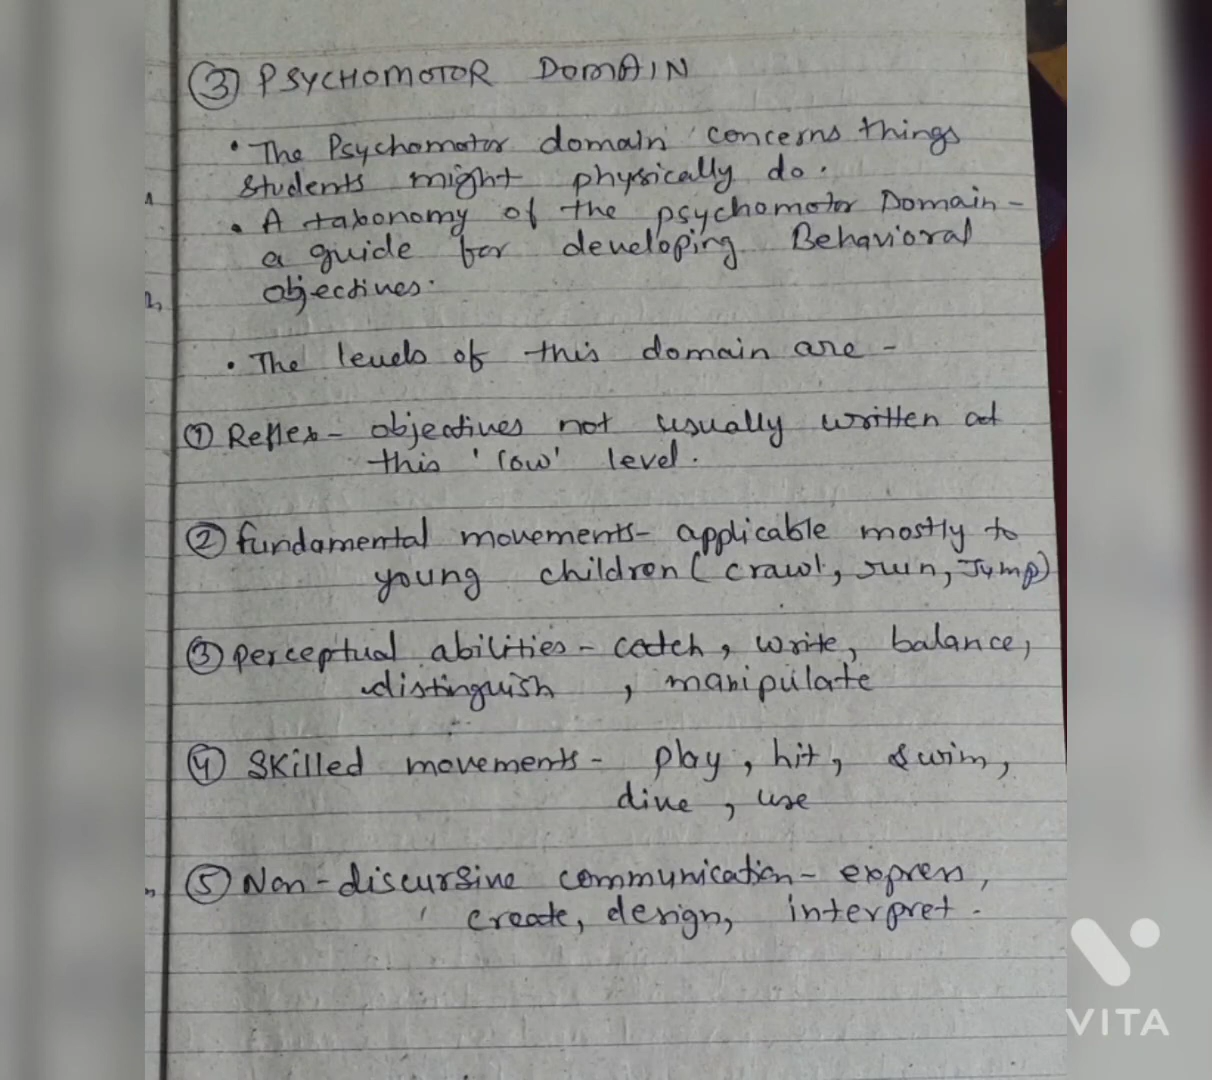 ③ PSYCHOMOTOR DOMAIN
• The Psychomotor domain concerns things
students might physically do.
• A taxonomy of the psychomotor Domain -
a guide for developing Behavioral
objectives.
• The levels of this domain are -
① Reflex - objectives not usually written at
this 'low' level.
② fundamental movements - applicable mostly to
young children (crawl, run, Jump)
③ perceptual abilities - catch, write, balance,
distinguish , manipulate
④ Skilled movements - play, hit, swim,
dive, use
⑤ Non-discursive communication - express,
create, design, interpret.
VITA